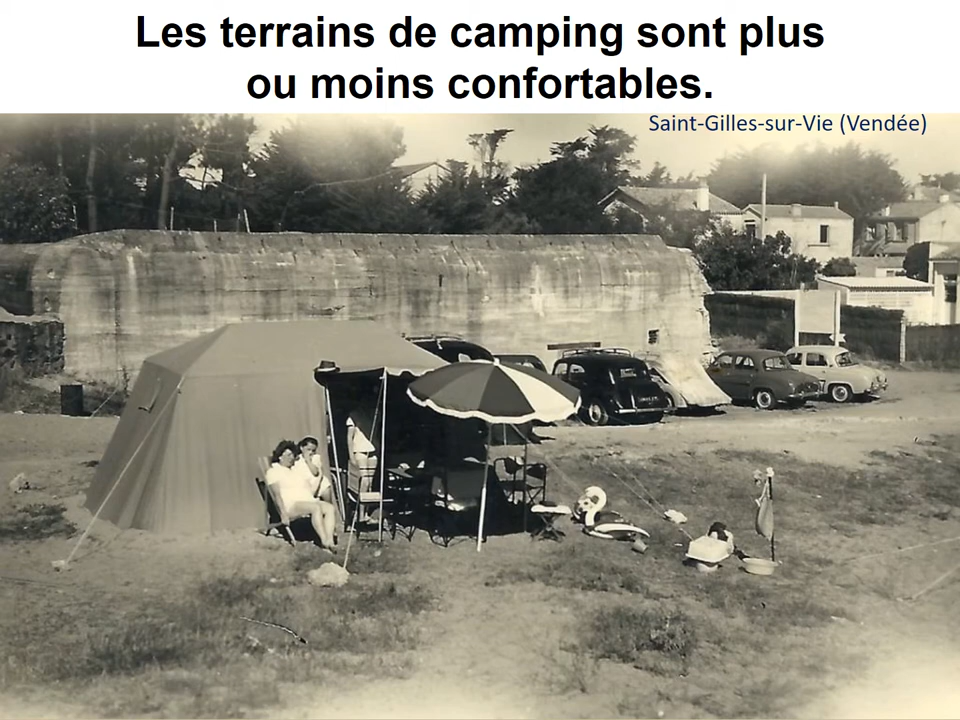 Les terrains de camping sont plus
ou moins confortables.
Saint-Gilles-sur-Vie (Vendée)